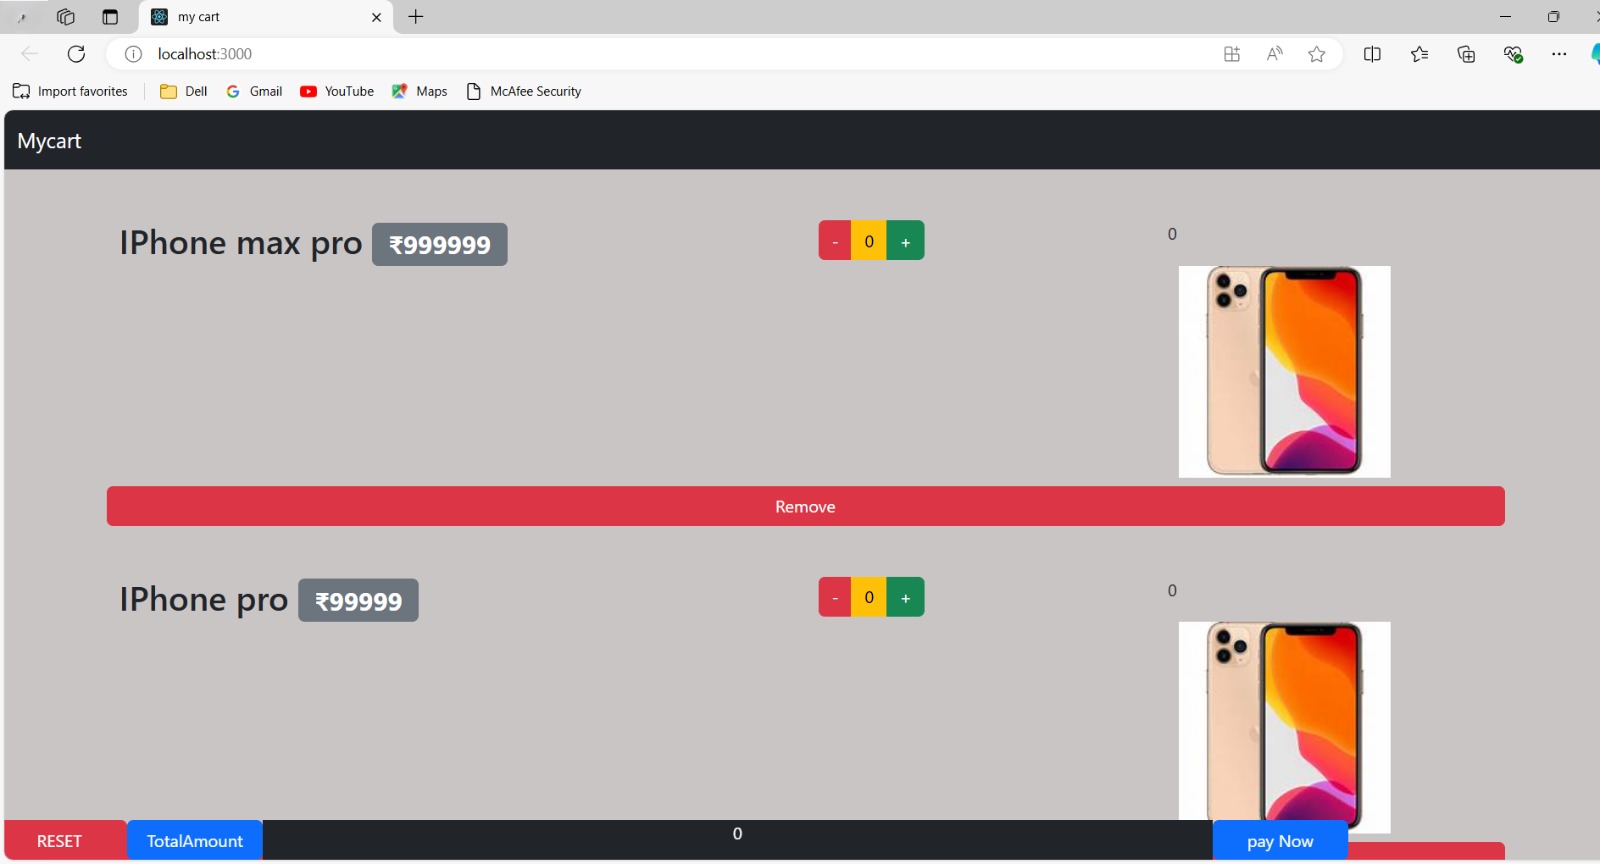 my cart
localhost:3000
Import favorites Dell Gmail YouTube Maps McAfee Security
Mycart
IPhone max pro ₹999999 - 0 + 0
Remove
IPhone pro ₹99999 - 0 + 0
RESET TotalAmount 0 pay Now